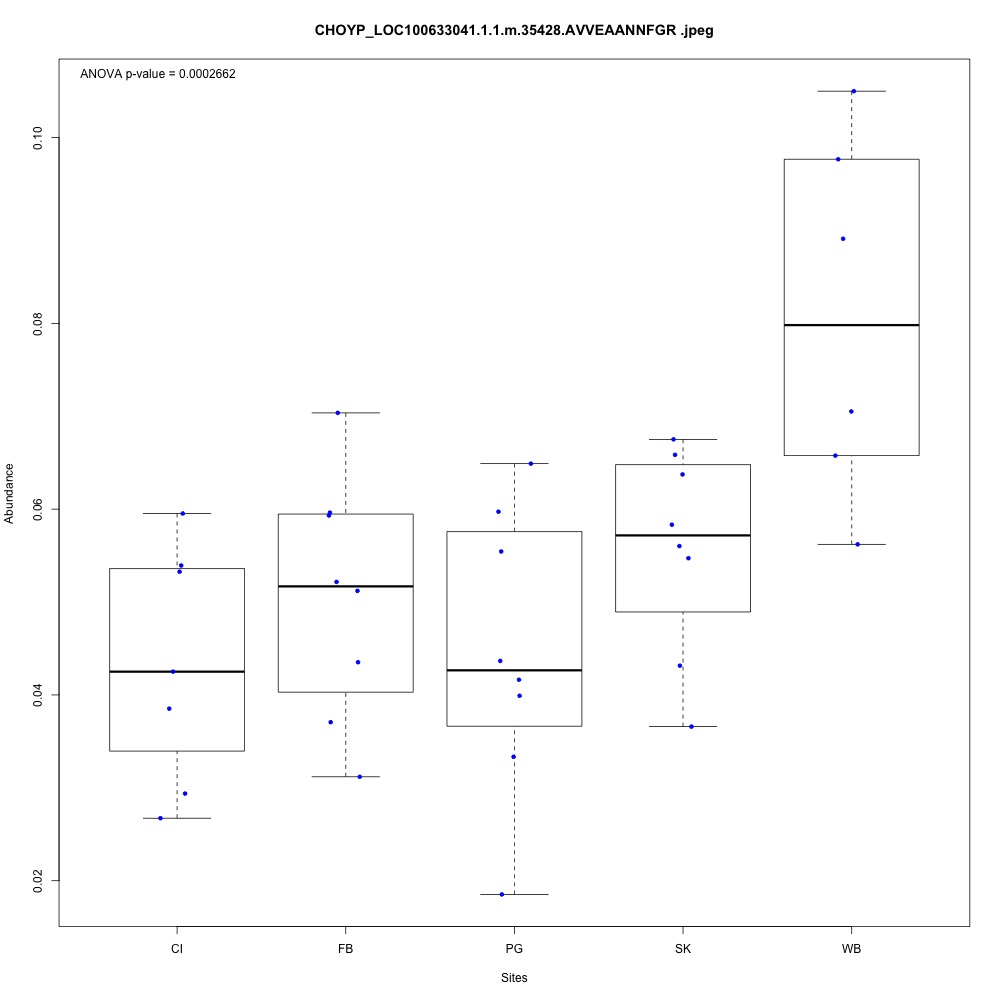 CHOYP_LOC100633041.1.1.m.35428.AVVEAANNFGR .jpeg
ANOVA p-value = 0.0002662
0.10
0.08
0.06
0.04
0.02
Abundance
CI FB PG SK WB
Sites